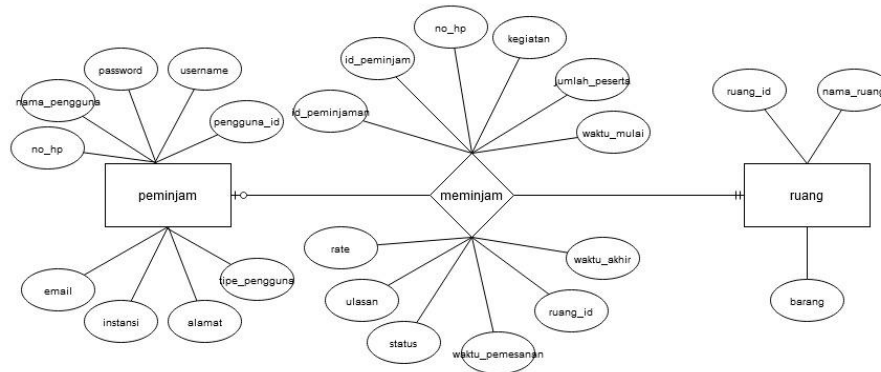 no_hp
kegiatan
password
username
id_peminjam
jumlah_peserta
nama_pengguna
ruang_id
nama_ruang
id_peminjaman
pengguna_id
waktu_mulai
no_hp
peminjam
meminjam
ruang
rate
waktu_akhir
tipe_pengguna
email
ulasan
barang
ruang_id
instansi
alamat
status
waktu_pemesanan